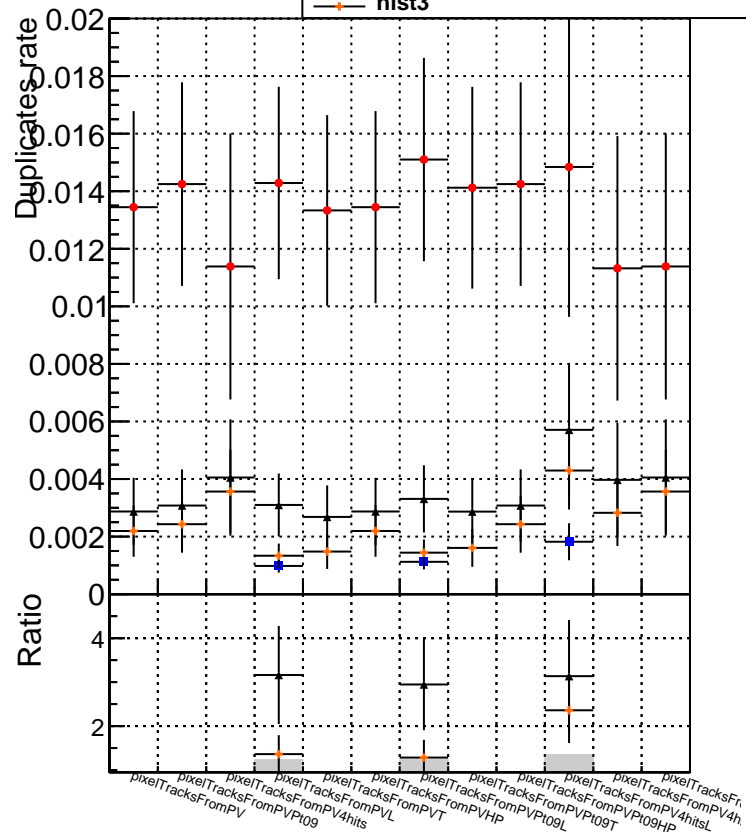 hist3
Duplicates rate
0.02
0.018
0.016
0.014
0.012
0.01
0.008
0.006
0.004
0.002
0
Ratio
4
2
pixelTracksFromPV
pixelTracksFromPVPt09
pixelTracksFromPV4hits
pixelTracksFromPVL
pixelTracksFromPVT
pixelTracksFromPVHP
pixelTracksFromPVPt09L
pixelTracksFromPVPt09T
pixelTracksFromPVPt09HP
pixelTracksFromPV4hitsL